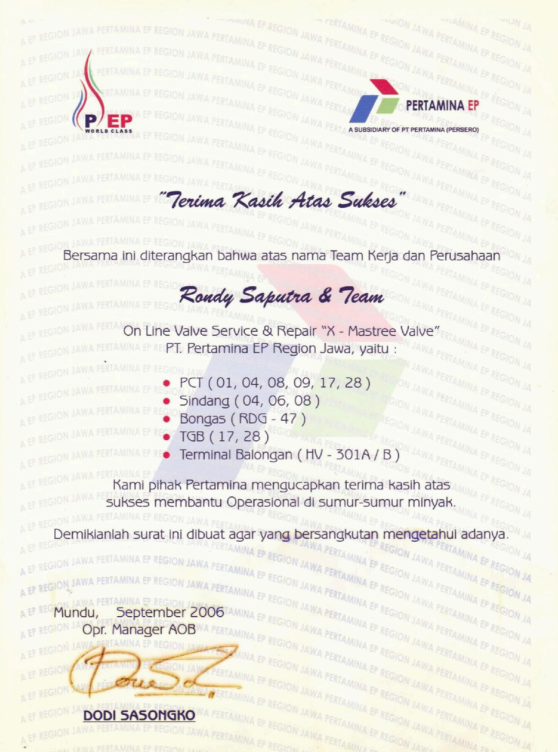 PEP
WORLD CLASS
PERTAMINA EP
A SUBSIDIARY OF PT PERTAMINA (PERSERO)
"Terima Kasih Atas Sukses"
Bersama ini diterangkan bahwa atas nama Team Kerja dan Perusahaan
Rondy Saputra & Team
On Line Valve Service & Repair "X - Mastree Valve"
PT. Pertamina EP Region Jawa, yaitu :
• PCT ( 01, 04, 08, 09, 17, 28 )
• Sindang ( 04, 06, 08 )
• Bongas ( RDG - 47 )
• TGB ( 17, 28 )
• Terminal Balongan ( HV - 301A / B )
Kami pihak Pertamina mengucapkan terima kasih atas
sukses membantu Operasional di sumur-sumur minyak.
Demikianlah surat ini dibuat agar yang bersangkutan mengetahui adanya.
Mundu, September 2006
Opr. Manager AOB
DODI SASONGKO